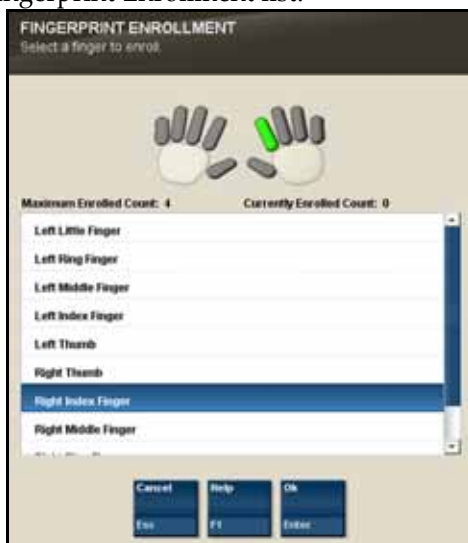 ngerprint Enrollment list.
FINGERPRINT ENROLLMENT
Select a finger to enroll.
Maximum Enrolled Count: 4 Currently Enrolled Count: 0
Left Little Finger
Left Ring Finger
Left Middle Finger
Left Index Finger
Left Thumb
Right Thumb
Right Index Finger
Right Middle Finger
Cancel Help Ok
Esc F1 Enter